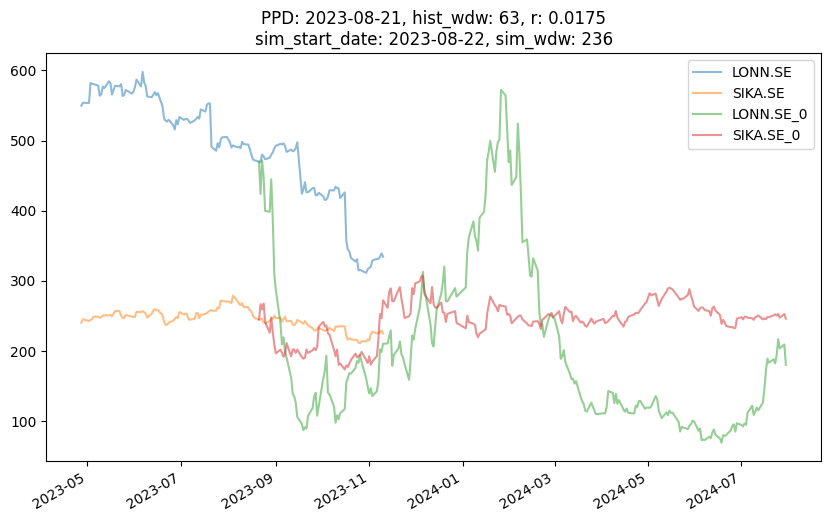 PPD: 2023-08-21, hist_wdw: 63, r: 0.0175
sim_start_date: 2023-08-22, sim_wdw: 236
LONN.SE
SIKA.SE
LONN.SE_0
SIKA.SE_0
600
500
400
300
200
100
2023-05
2023-07
2023-09
2023-11
2024-01
2024-03
2024-05
2024-07